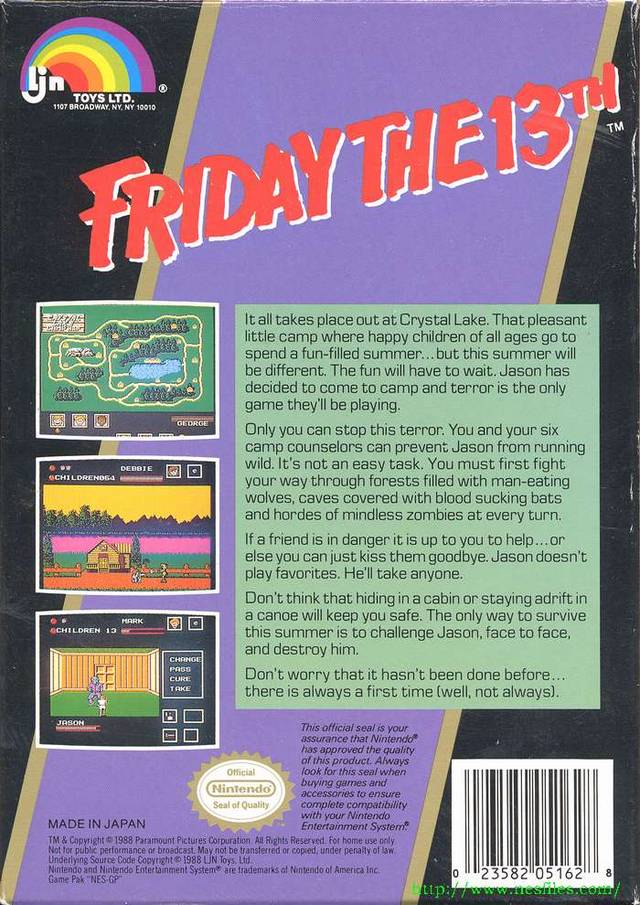 LJN
TOYS LTD. ®
1107 BROADWAY, NY, NY 10010
FRIDAY THE 13TH
TM
GEORGE
DEBBIE
CHILDREN064
MARK
CHILDREN 13
CHANGE
PASS
CURE
TAKE
JASON
It all takes place out at Crystal Lake. That pleasant
little camp where happy children of all ages go to
spend a fun-filled summer...but this summer will
be different. The fun will have to wait. Jason has
decided to come to camp and terror is the only
game they'll be playing.
Only you can stop this terror. You and your six
camp counselors can prevent Jason from running
wild. It's not an easy task. You must first fight
your way through forests filled with man-eating
wolves, caves covered with blood sucking bats
and hordes of mindless zombies at every turn.
If a friend is in danger it is up to you to help...or
else you can just kiss them goodbye. Jason doesn't
play favorites. He'll take anyone.
Don't think that hiding in a cabin or staying adrift in
a canoe will keep you safe. The only way to survive
this summer is to challenge Jason, face to face,
and destroy him.
Don't worry that it hasn't been done before...
there is always a first time (well, not always).
Official
Nintendo®
Seal of Quality
This official seal is your
assurance that Nintendo®
has approved the quality
of this product. Always
look for this seal when
buying games and
accessories to ensure
complete compatibility
with your Nintendo
Entertainment System®
MADE IN JAPAN
TM & Copyright © 1988 Paramount Pictures Corporation. All Rights Reserved. For home use only
Not for public performance or broadcast. May not be transferred or copied, under penalty of law.
Underlying Source Code Copyright © 1988 LJN Toys, Ltd.
Nintendo and Nintendo Entertainment System® are trademarks of Nintendo of America Inc.
Game Pak "NES-GP"
0 23582 05162 8
http://www.nesfiles.com/